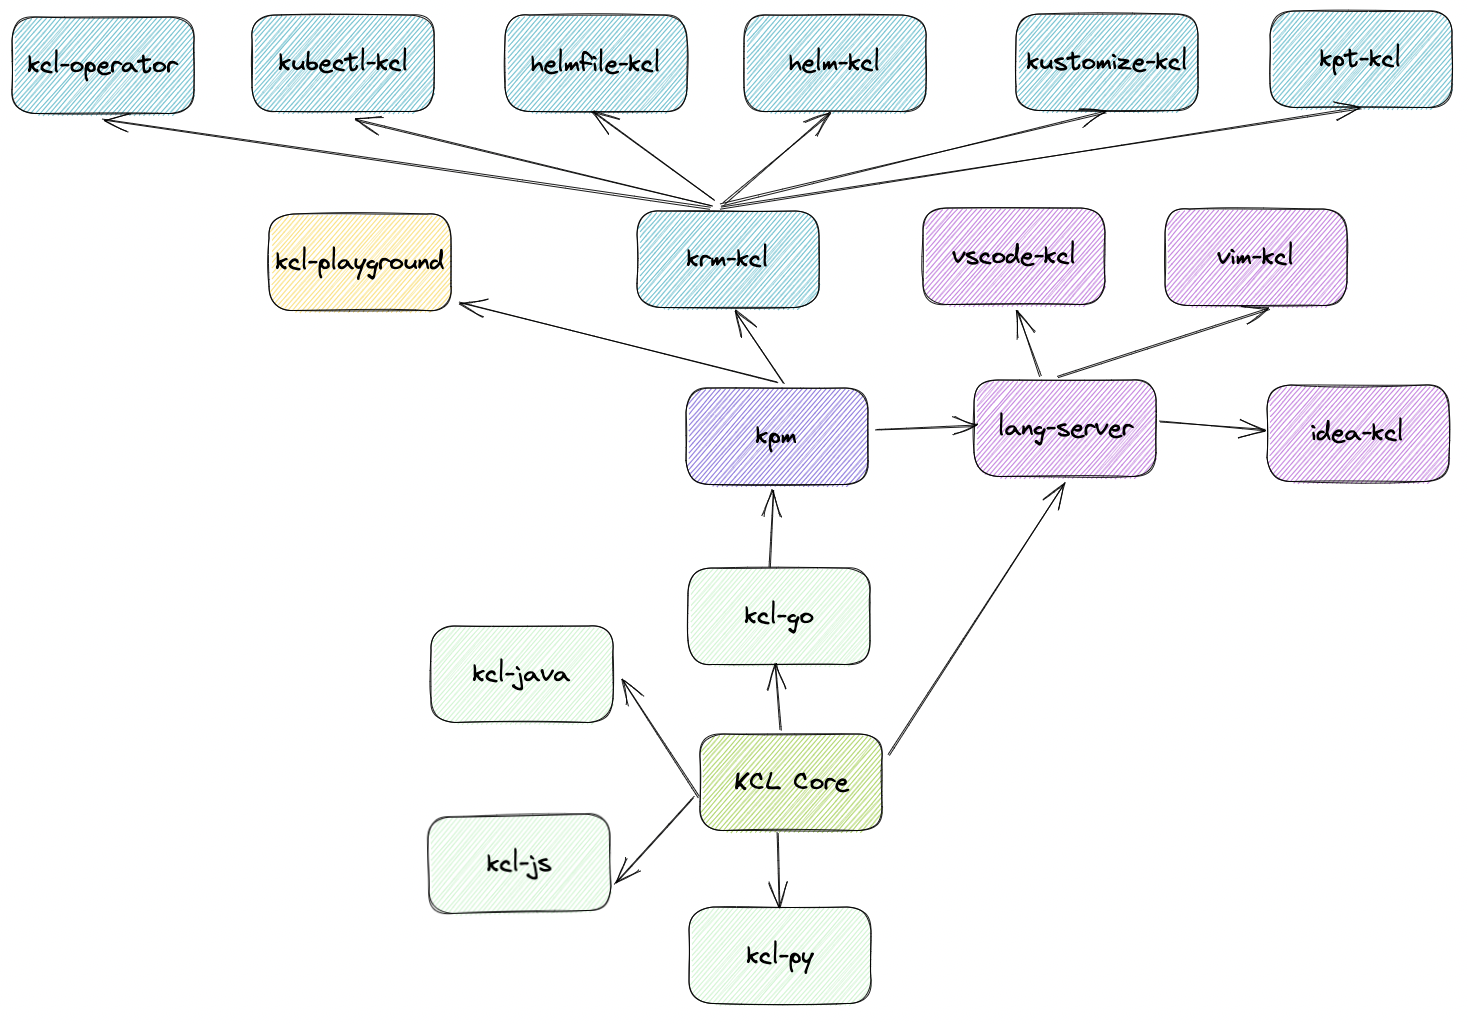 kcl-operator
kubectl-kcl
helmfile-kcl
helm-kcl
kustomize-kcl
kpt-kcl
kcl-playground
krm-kcl
vscode-kcl
vim-kcl
kpm
lang-server
idea-kcl
kcl-go
kcl-java
KCL Core
kcl-js
kcl-py